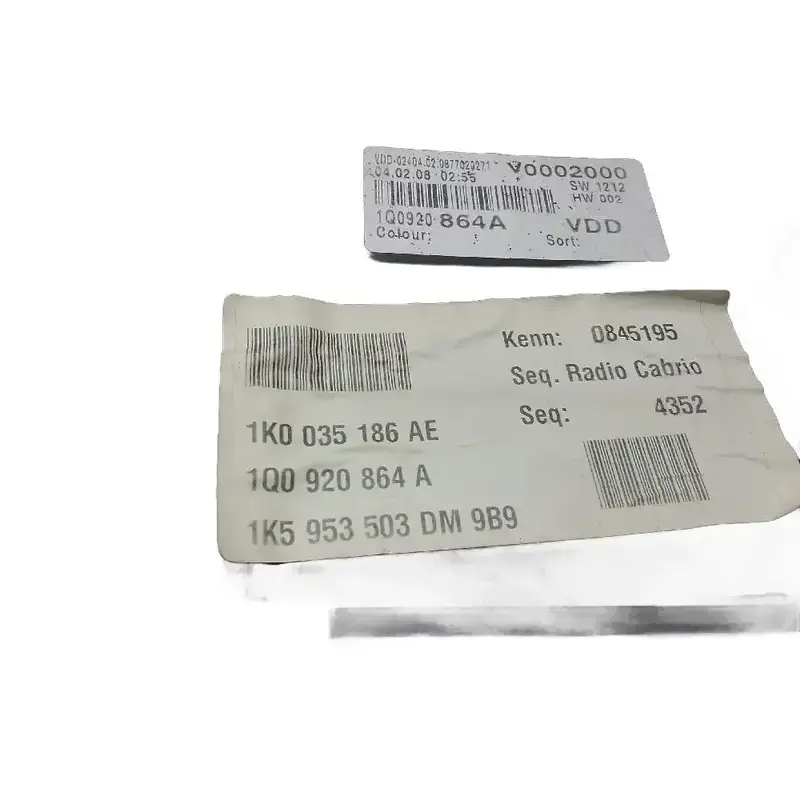 VDD-02404.02.0877029271 V0002000
04.02.08 02:55 SW 1212
HW 002
1Q0920 864A VDD
Colour: Sort:
Kenn: 0845195
Seq. Radio Cabrio
Seq: 4352
1K0 035 186 AE
1Q0 920 864 A
1K5 953 503 DM 9B9